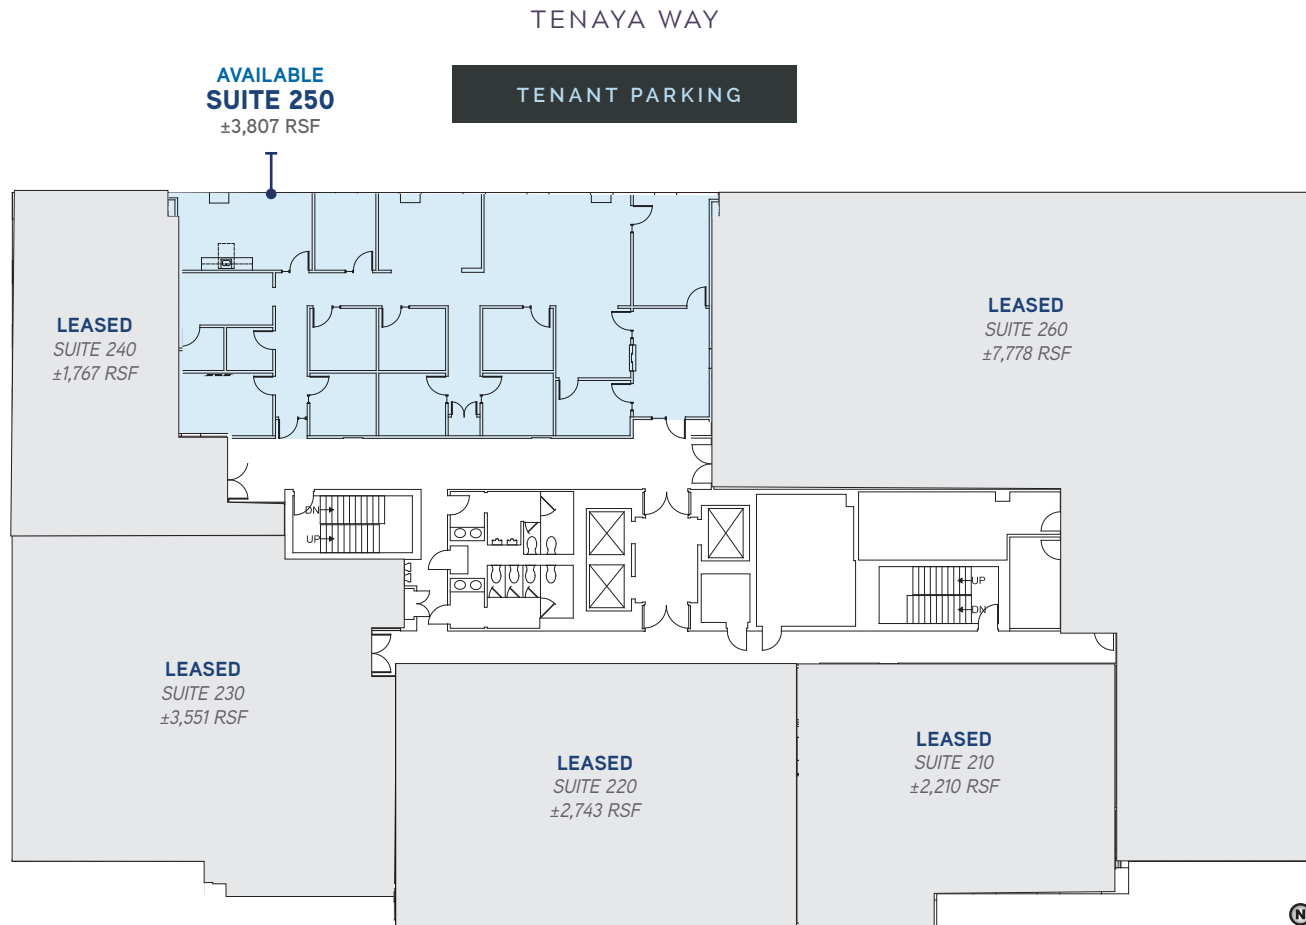 TENAYA WAY
AVAILABLE
SUITE 250
±3,807 RSF
TENANT PARKING
LEASED
SUITE 240
±1,767 RSF
LEASED
SUITE 260
±7,778 RSF
DN
UP
UP
DN
LEASED
SUITE 230
±3,551 RSF
LEASED
SUITE 220
±2,743 RSF
LEASED
SUITE 210
±2,210 RSF
N